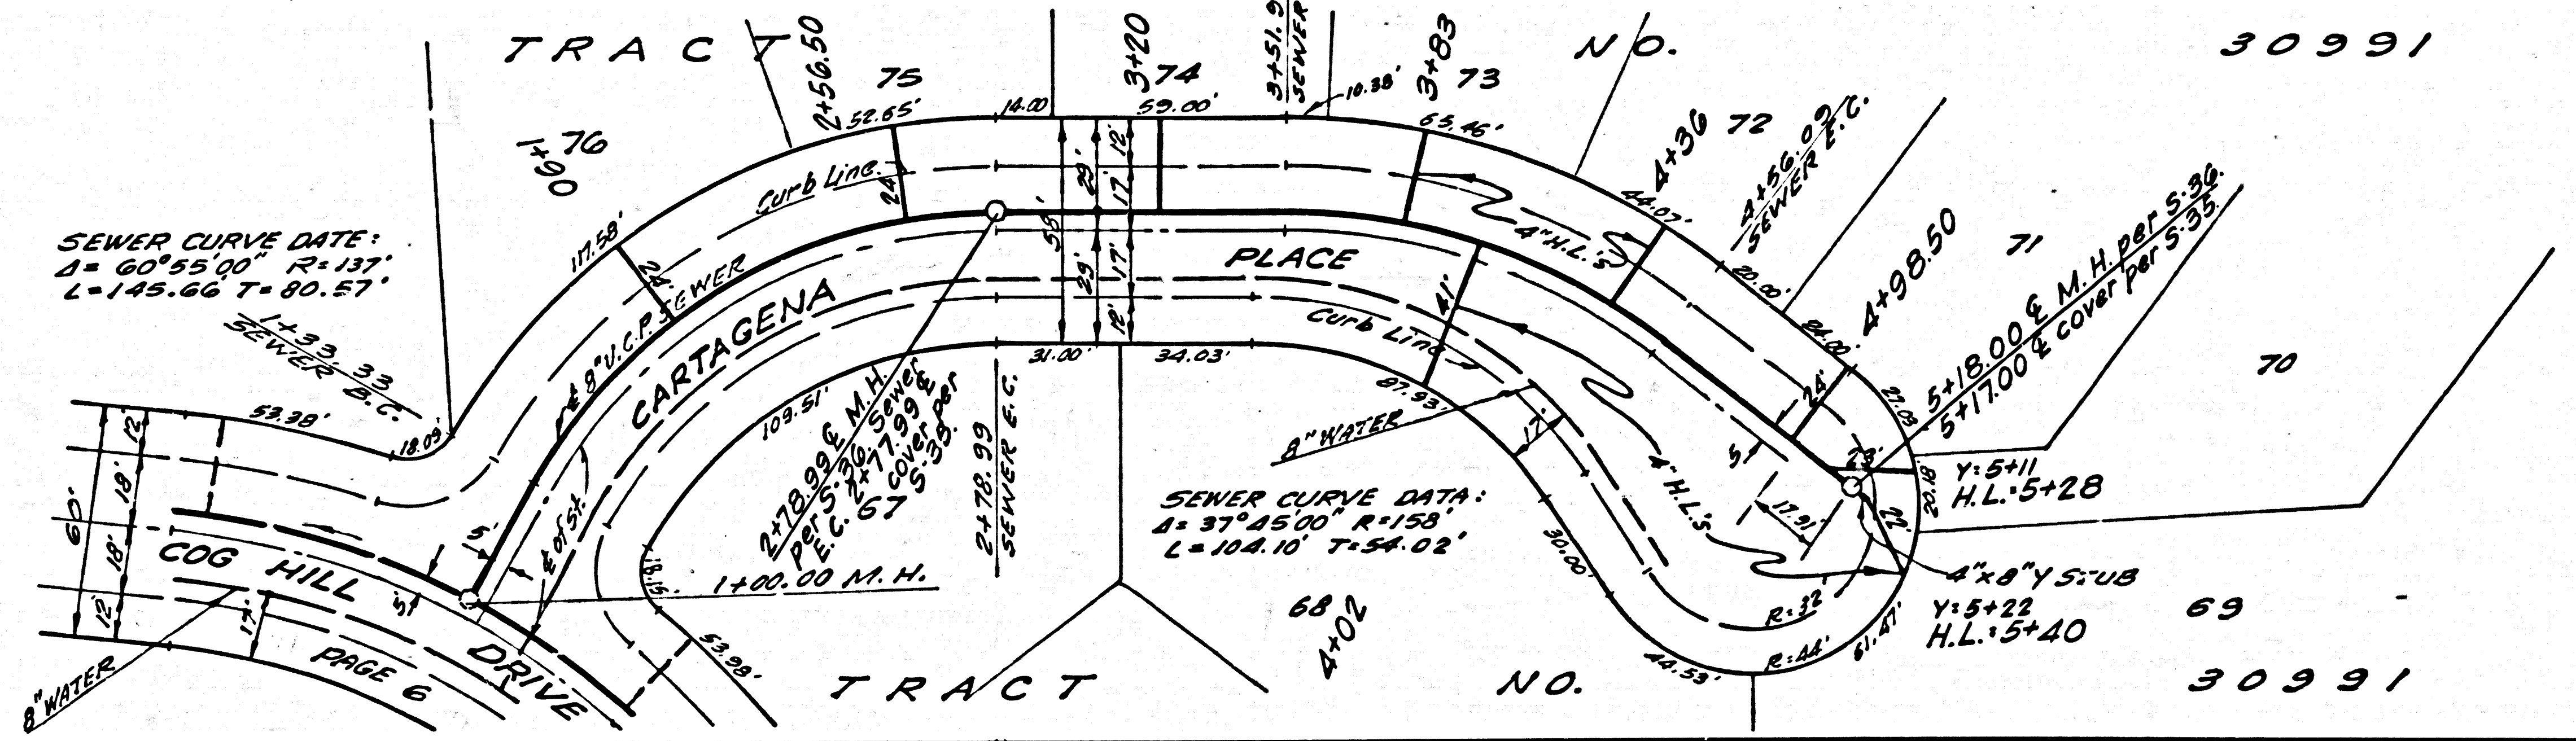 TRACT NO. 30991
2+56.50
75
3+20
74
3+51.9
SEWER
3+83
73
10.38'
76
1+90
52.65'
14.00'
59.00'
65.46'
4+36
72
4+56.09
SEWER E.C.
44.07'
20.00'
4+98.50
71
24.00'
27.03
5+18.00 ℄ M.H. per S-36.
5+17.00 ℄ cover per S-35.
70
SEWER CURVE DATE:
Δ= 60°55'00" R=137'
L=145.66' T=80.57'
1+33.33
SEWER B.C.
117.58'
24'
Curb Line
24'
12'
29'
17'
58'
29'
17'
12'
4" H.L.'s
PLACE
CARTAGENA
℄ 8" V.C.P. SEWER
Curb Line
41'
31.00'
34.03'
109.51'
87.93'
8" WATER
17'
53.38'
18.09'
12'
18'
60'
18'
12'
5'
℄ of St.
2+78.99 ℄ M.H.
per S-36. Sewer
E.C. 2+77.99 ℄
cover per
S-35.
67
2+78.99
SEWER E.C.
SEWER CURVE DATA:
Δ= 37°45'00" R=158'
L=104.10' T=54.02'
4" H.L.'s
24'
5'
23'
17.91'
22'
20.18'
Y: 5+11
H.L.: 5+28
4"x8" Y STUB
Y: 5+22
H.L.: 5+40
69
30.00'
R=32'
R=44'
61.47'
44.53'
68
4+02
1+00.00 M.H.
18.15'
53.98'
COG HILL DRIVE
5'
17'
PAGE 6
8" WATER
TRACT NO. 30991